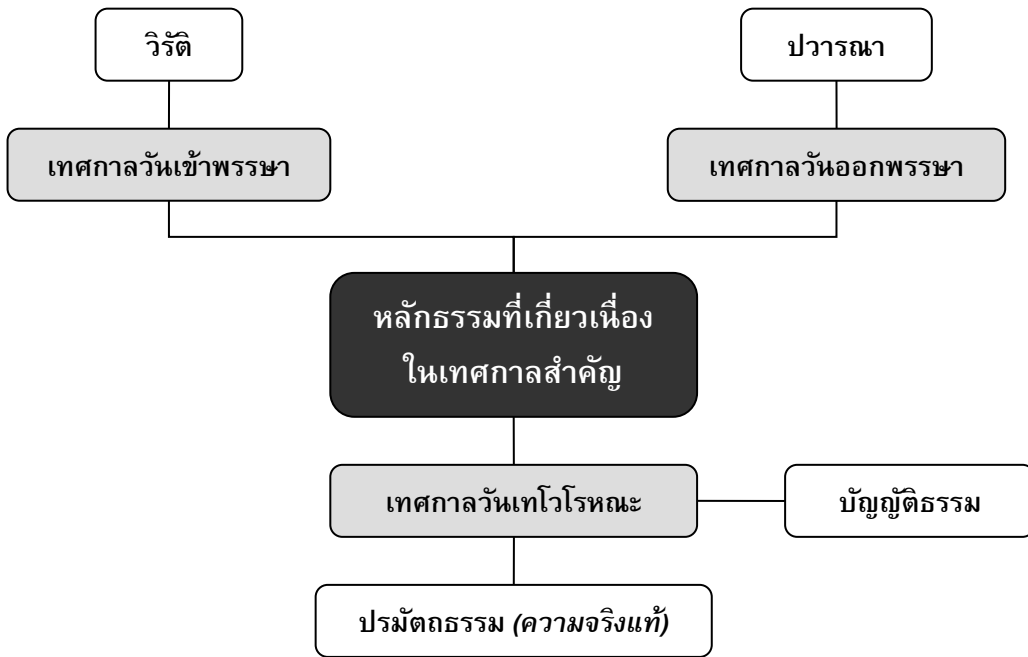 วิรัติ
ปวารณา
เทศกาลวันเข้าพรรษา
เทศกาลวันออกพรรษา
หลักธรรมที่เกี่ยวเนื่อง
ในเทศกาลสำคัญ
เทศกาลวันเทโวโรหณะ
บัญญัติธรรม
ปรมัตถธรรม (ความจริงแท้)